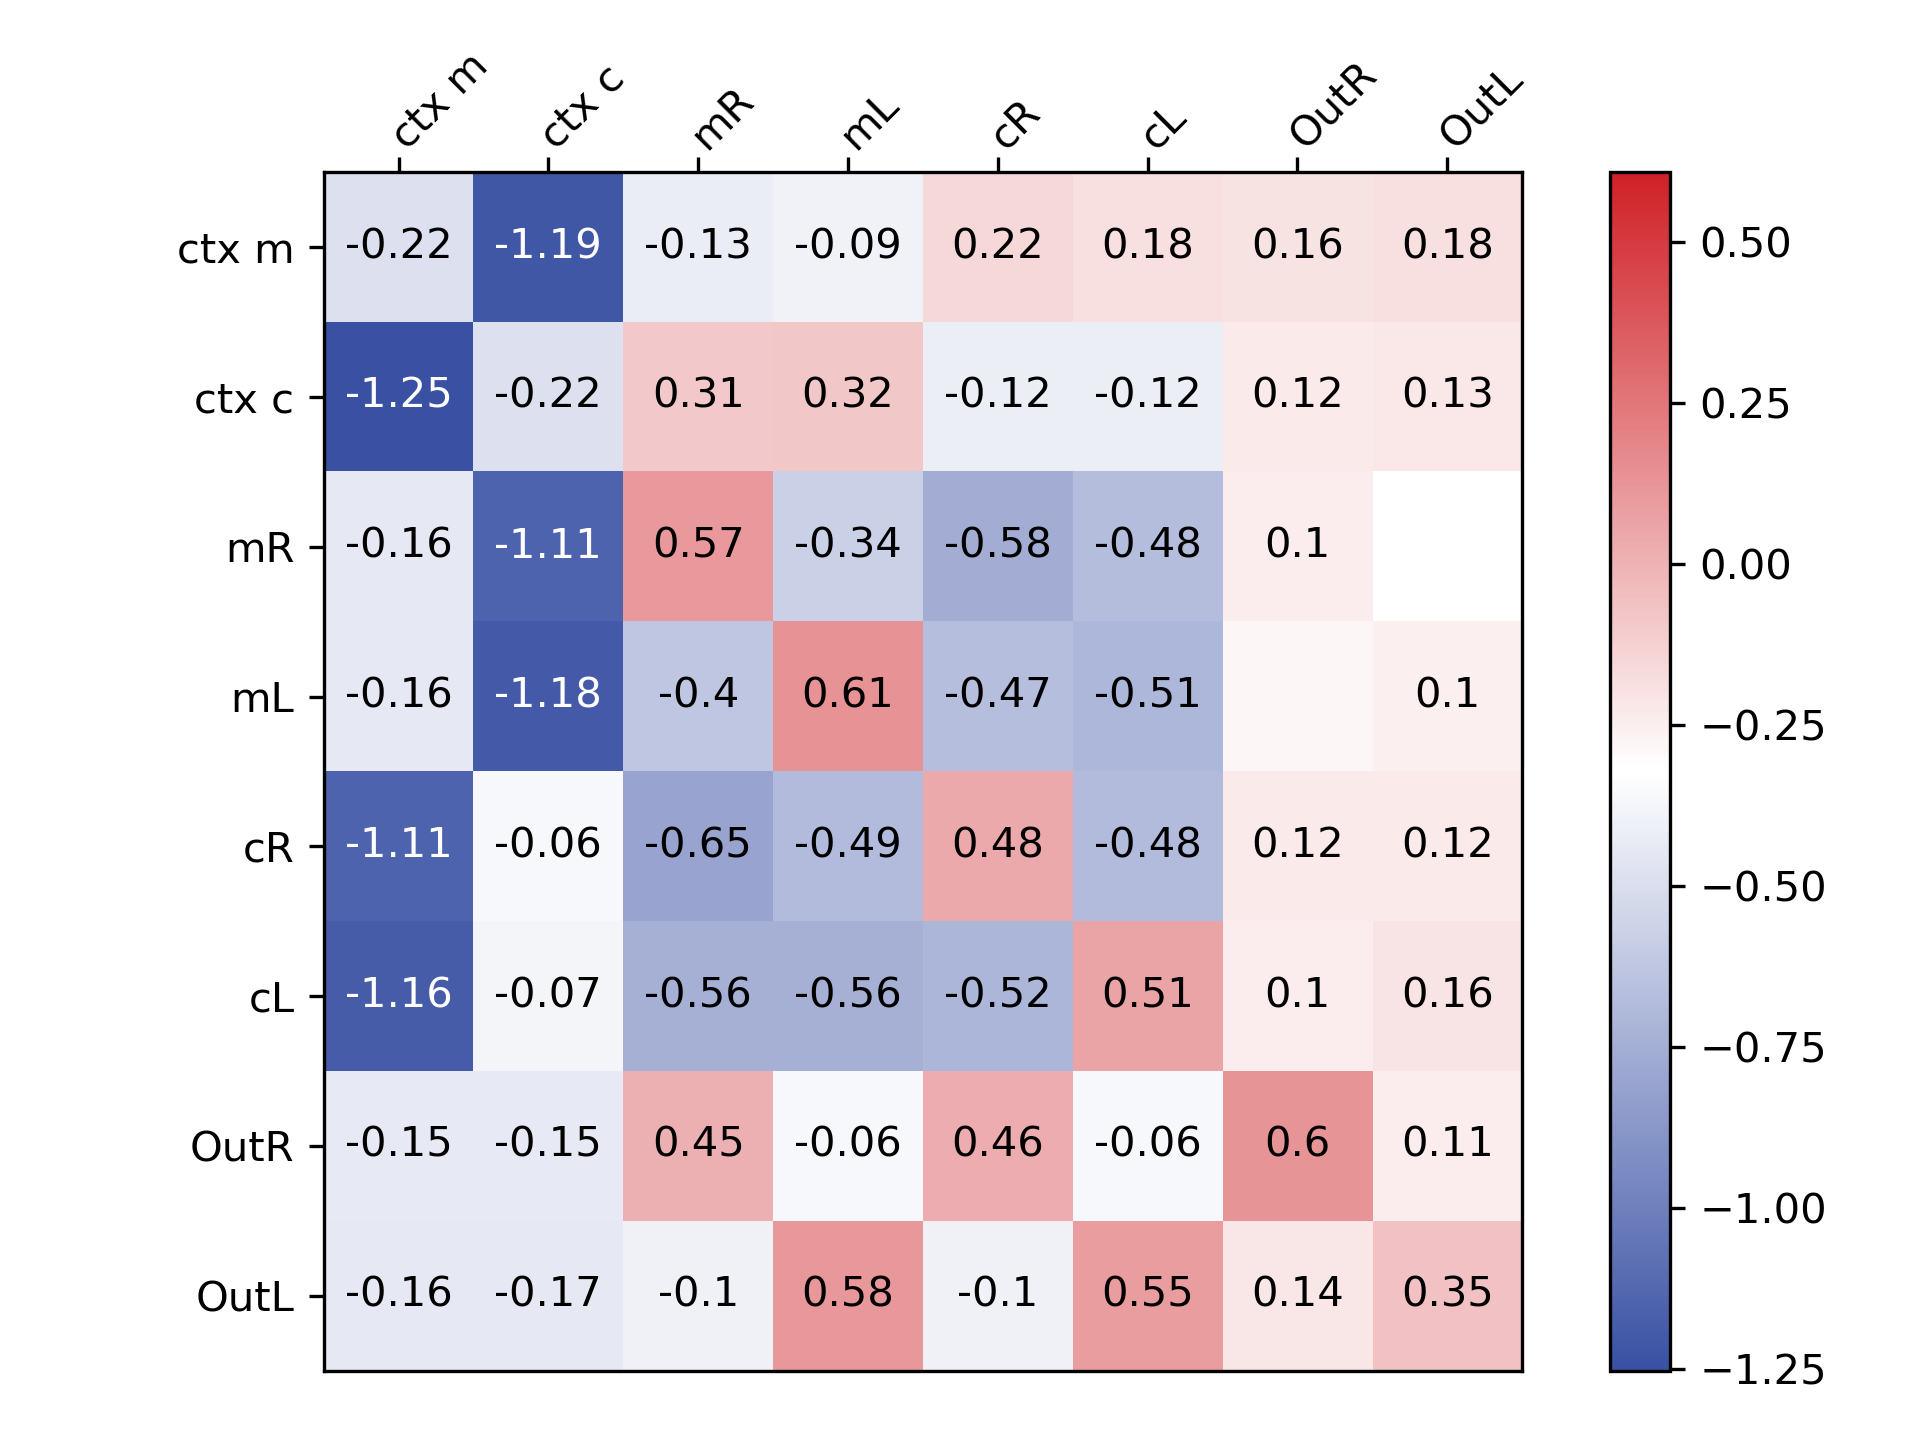 ctx m ctx c mR mL cR cL OutR OutL
ctx m -0.22 -1.19 -0.13 -0.09 0.22 0.18 0.16 0.18
ctx c -1.25 -0.22 0.31 0.32 -0.12 -0.12 0.12 0.13
mR -0.16 -1.11 0.57 -0.34 -0.58 -0.48 0.1
mL -0.16 -1.18 -0.4 0.61 -0.47 -0.51 0.1
cR -1.11 -0.06 -0.65 -0.49 0.48 -0.48 0.12 0.12
cL -1.16 -0.07 -0.56 -0.56 -0.52 0.51 0.1 0.16
OutR -0.15 -0.15 0.45 -0.06 0.46 -0.06 0.6 0.11
OutL -0.16 -0.17 -0.1 0.58 -0.1 0.55 0.14 0.35
0.50
0.25
0.00
−0.25
−0.50
−0.75
−1.00
−1.25